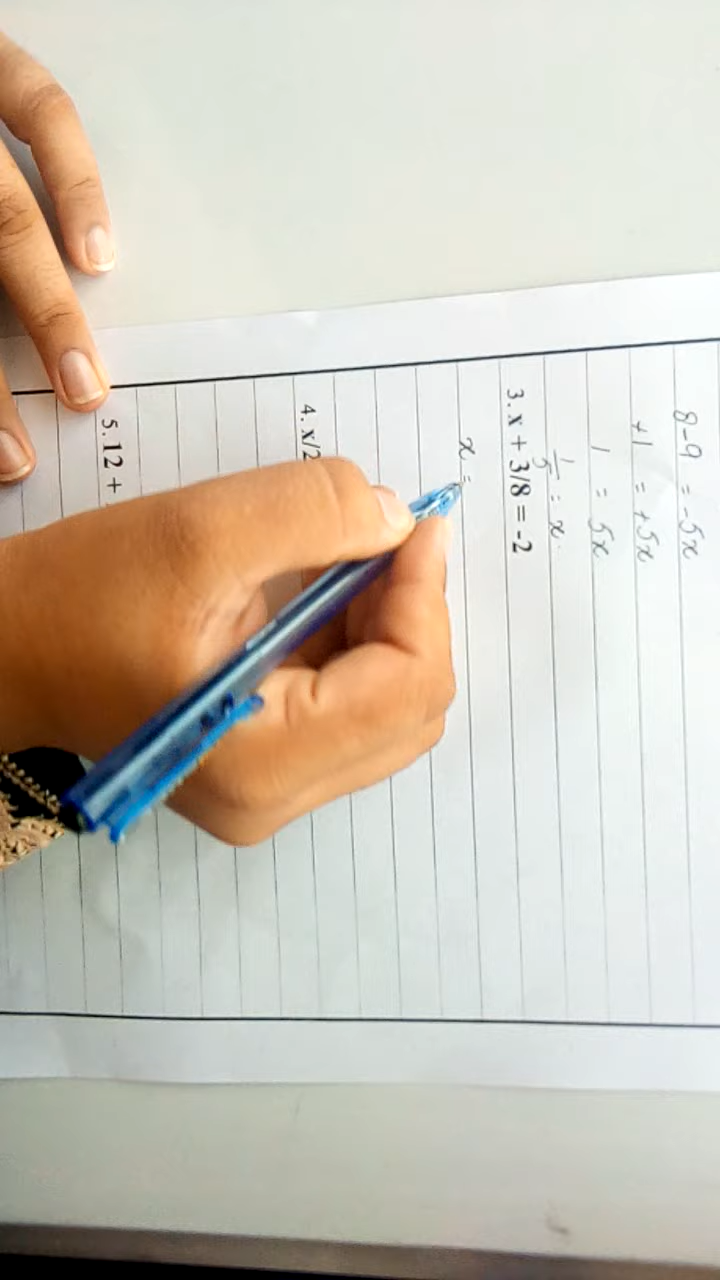 8-9 = -5x
+1 = +5x
1 = 5x
1/5 = x.
3. x + 3/8 = -2
x =
4. x/2
5. 12 +